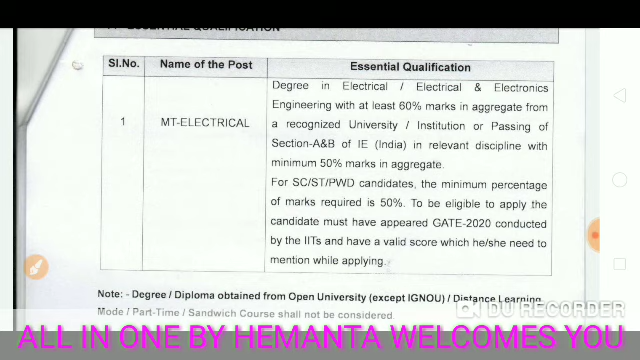 ESSENTIAL QUALIFICATION
Sl.No. Name of the Post Essential Qualification
1 MT-ELECTRICAL
Degree in Electrical / Electrical & Electronics
Engineering with at least 60% marks in aggregate from
a recognized University / Institution or Passing of
Section-A&B of IE (India) in relevant discipline with
minimum 50% marks in aggregate.
For SC/ST/PWD candidates, the minimum percentage
of marks required is 50%. To be eligible to apply the
candidate must have appeared GATE-2020 conducted
by the IITs and have a valid score which he/she need to
mention while applying.
Note: - Degree / Diploma obtained from Open University (except IGNOU) / Distance Learning
Mode / Part-Time / Sandwich Course shall not be considered
DU RECORDER
ALL IN ONE BY HEMANTA WELCOMES YOU